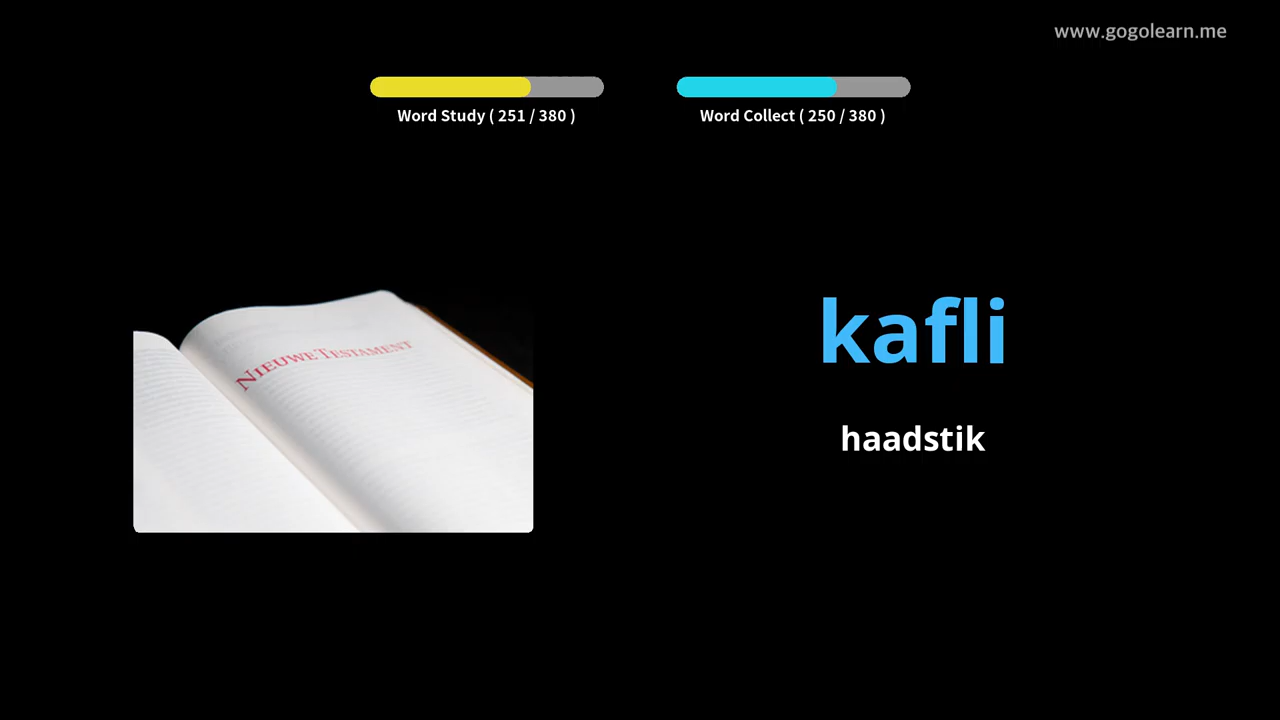 www.gogolearn.me
Word Study ( 251 / 380 )
Word Collect ( 250 / 380 )
NIEUWE TESTAMENT
kafli
haadstik